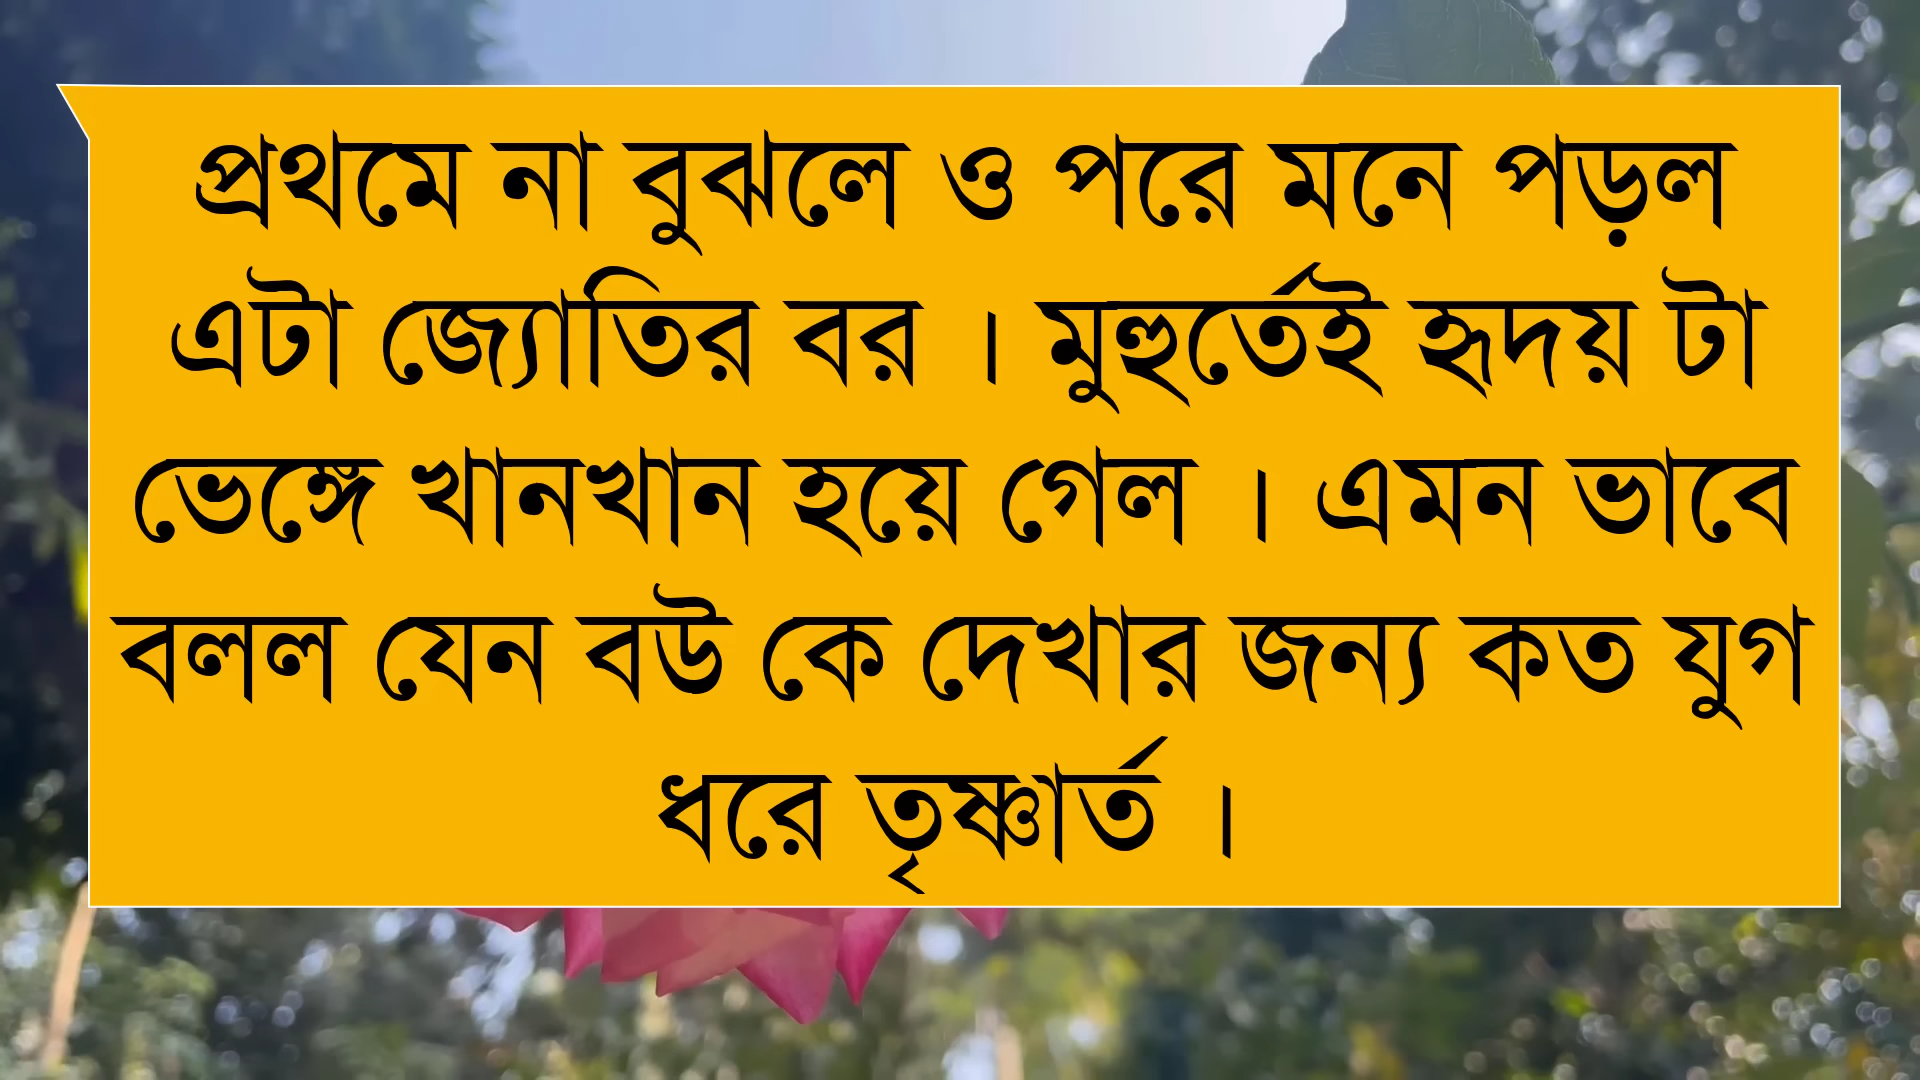 প্রথমে না বুঝলে ও পরে মনে পড়ল
এটা জ্যোতির বর । মুহুর্তেই হৃদয় টা
ভেঙ্গে খানখান হয়ে গেল । এমন ভাবে
বলল যেন বউ কে দেখার জন্য কত যুগ
ধরে তৃষ্ণার্ত ।